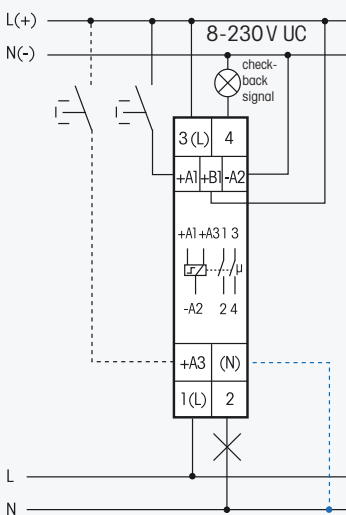 L(+)
8-230 V UC
N(-)
check-
back
signal
3 (L) 4
+A1 +B1 -A2
+A1 +A3 1 3
µ
-A2 2 4
+A3 (N)
1(L) 2
L
N